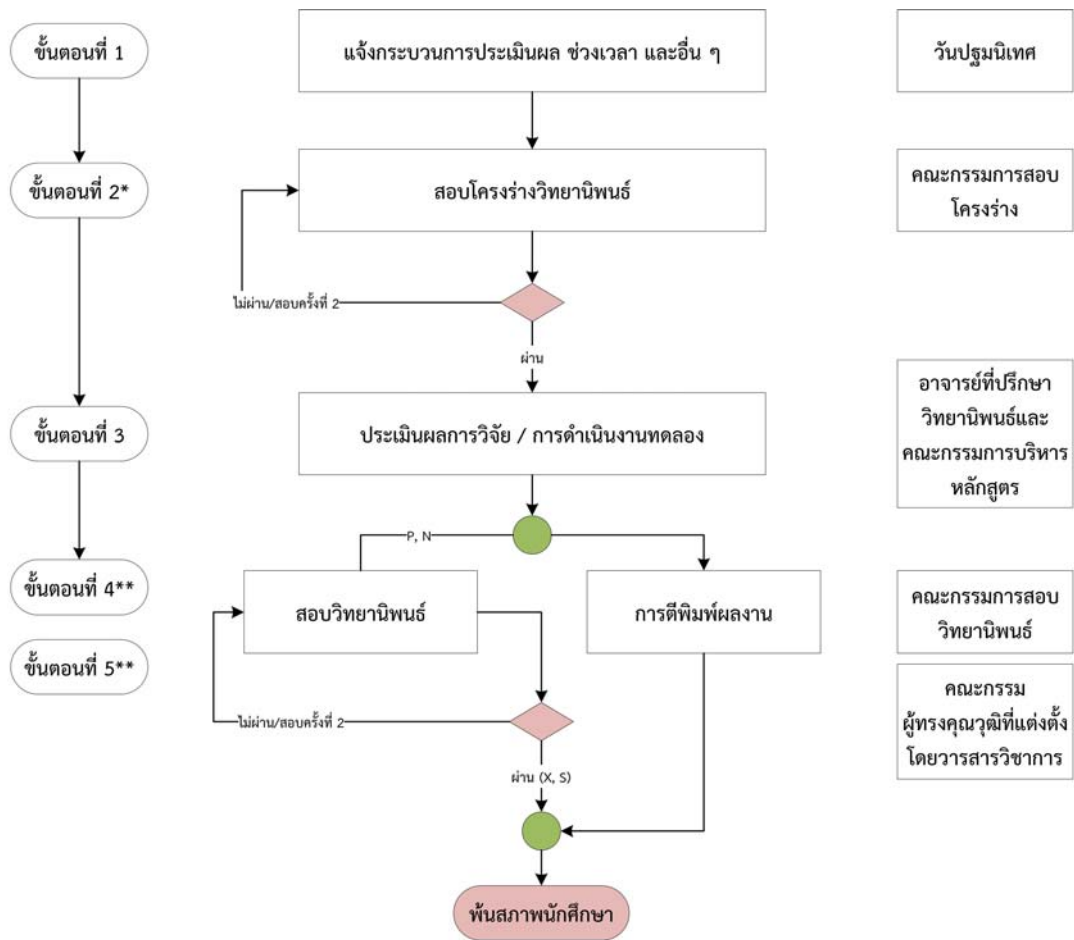 ขั้นตอนที่ 1
แจ้งกระบวนการประเมินผล ช่วงเวลา และอื่น ๆ
วันปฐมนิเทศ
ขั้นตอนที่ 2*
สอบโครงร่างวิทยานิพนธ์
คณะกรรมการสอบ
โครงร่าง
ไม่ผ่าน/สอบครั้งที่ 2
ผ่าน
ขั้นตอนที่ 3
ประเมินผลการวิจัย / การดำเนินงานทดลอง
อาจารย์ที่ปรึกษา
วิทยานิพนธ์และ
คณะกรรมการบริหาร
หลักสูตร
P, N
ขั้นตอนที่ 4**
สอบวิทยานิพนธ์
การตีพิมพ์ผลงาน
คณะกรรมการสอบ
วิทยานิพนธ์
ขั้นตอนที่ 5**
คณะกรรม
ผู้ทรงคุณวุฒิที่แต่งตั้ง
โดยวารสารวิชาการ
ไม่ผ่าน/สอบครั้งที่ 2
ผ่าน (X, S)
พ้นสภาพนักศึกษา